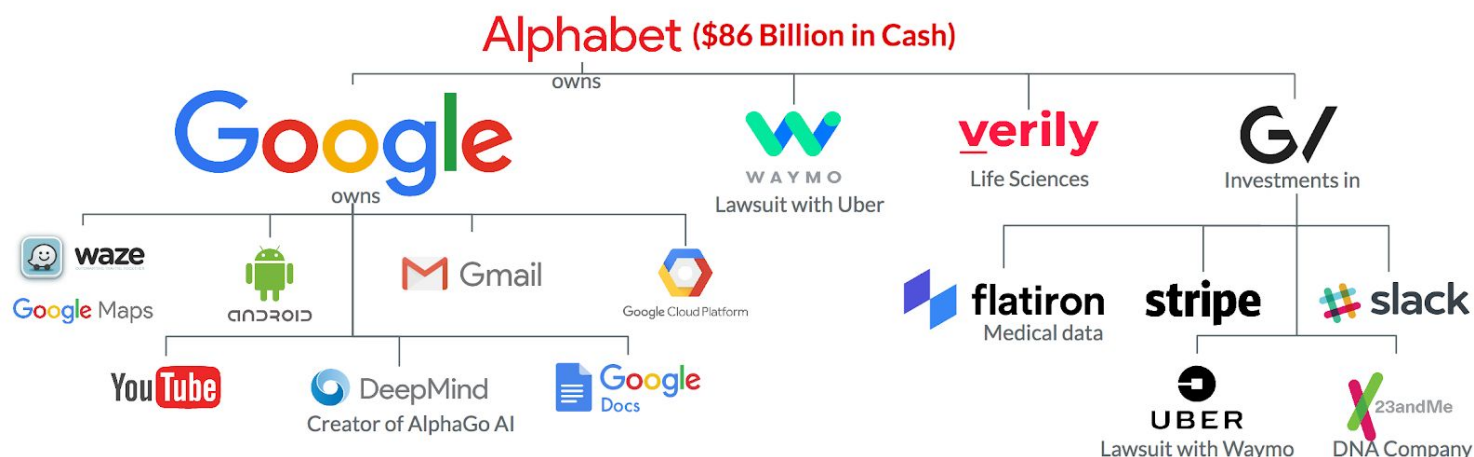 Alphabet ($86 Billion in Cash)
owns
Google
WAYMO
Lawsuit with Uber
verily
Life Sciences
G/
Investments in
owns
waze
Google Maps
ANDROID
Gmail
Google Cloud Platform
flatiron
Medical data
stripe
slack
YouTube
DeepMind
Creator of AlphaGo AI
Google
Docs
UBER
Lawsuit with Waymo
23andMe
DNA Company